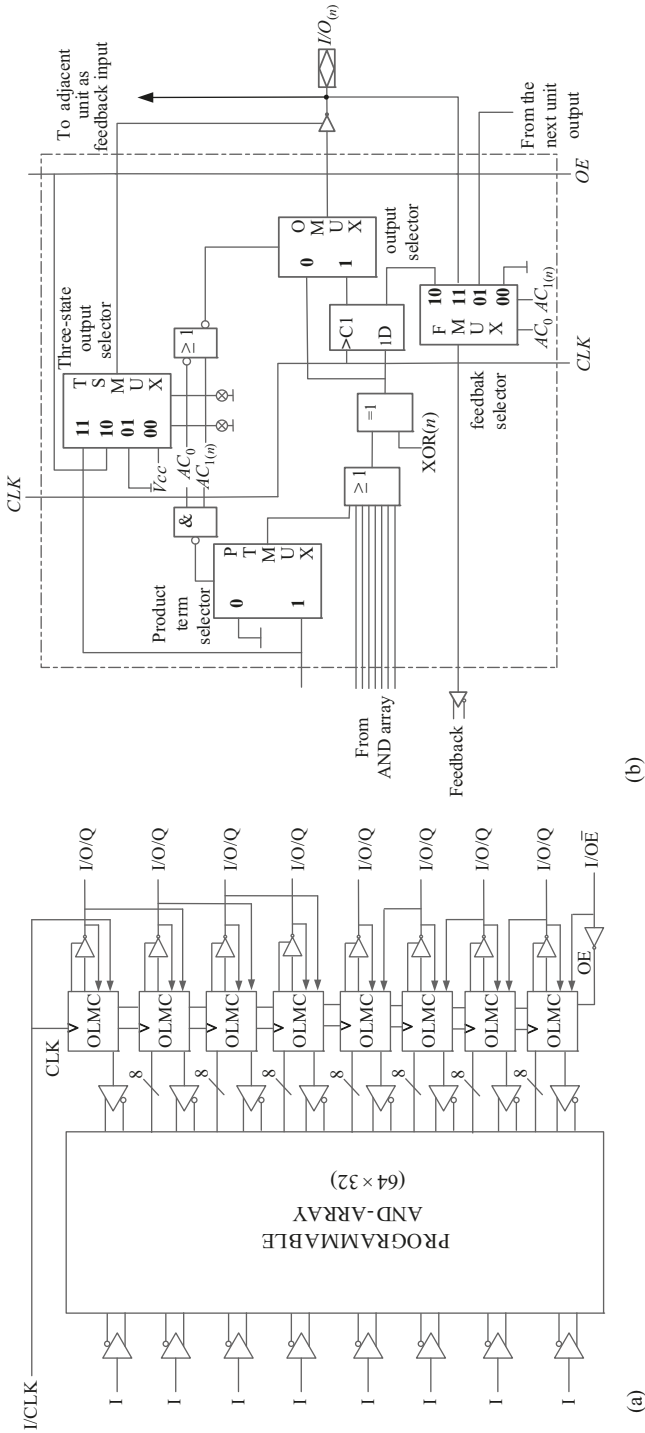 I/CLK
CLK
I
I
I
I
I
I
I
I
PROGRAMMABLE
AND-ARRAY
(64 × 32)
8
8
8
8
8
8
8
8
OLMC
OLMC
OLMC
OLMC
OLMC
OLMC
OLMC
OLMC
I/O/Q
I/O/Q
I/O/Q
I/O/Q
I/O/Q
I/O/Q
I/O/Q
I/O/Q
OE
I/O̅E̅
(a)
CLK
To adjacent
unit as
feedback input
Three-state
output
selector
11
10
01
00
T
S
M
U
X
Vcc
AC0
AC1(n)
&
≥ 1
Product
term
selector
0
1
P
T
M
U
X
0
1
O
M
U
X
output
selector
I/O(n)
From
AND array
≥ 1
=1
XOR(n)
>C1
1D
10
11
01
00
F
M
U
X
feedbak
selector
AC0 AC1(n)
From the
next unit
output
Feedback
CLK
OE
(b)